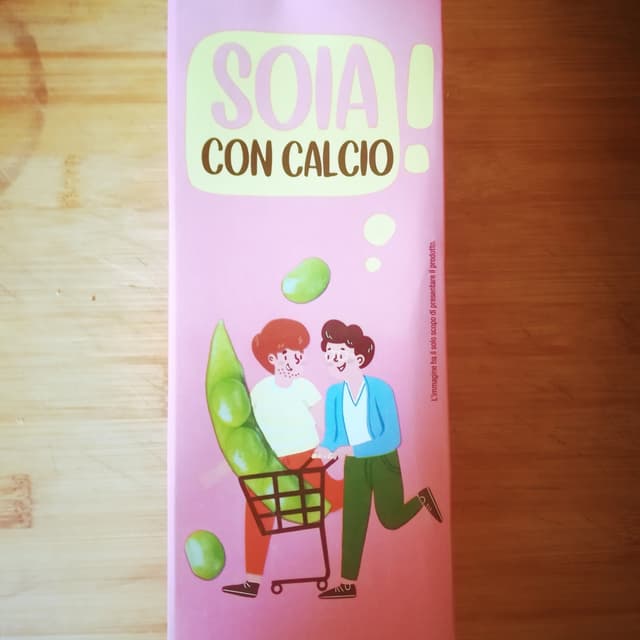 SOIA
CON CALCIO
!
L'immagine ha il solo scopo di presentare il prodotto.